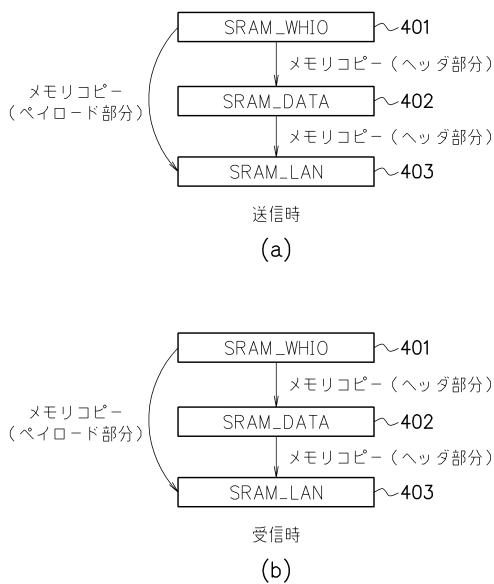 SRAM_WHIO 401
メモリコピー(ヘッダ部分)
メモリコピー
(ペイロード部分)
SRAM_DATA 402
メモリコピー(ヘッダ部分)
SRAM_LAN 403
送信時
(a)
SRAM_WHIO 401
メモリコピー(ヘッダ部分)
メモリコピー
(ペイロード部分)
SRAM_DATA 402
メモリコピー(ヘッダ部分)
SRAM_LAN 403
受信時
(b)